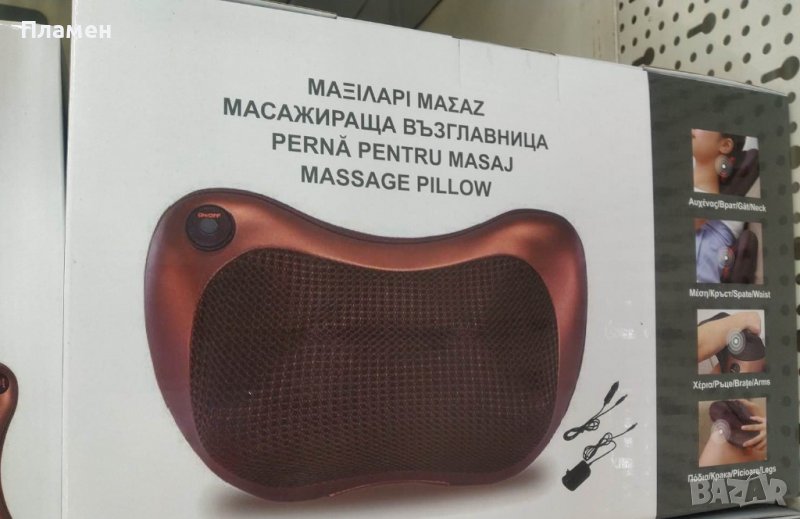 Пламен
ΜΑΞΙΛΑΡΙ ΜΑΣΑΖ
МАСАЖИРАЩА ВЪЗГЛАВНИЦА
PERNĂ PENTRU MASAJ
MASSAGE PILLOW
ON/OFF
Αυχένας/Врат/Gât/Neck
Μέση/Кръст/Spate/Waist
Χέρια/Ръце/Brațe/Arms
Πόδια/Крака/Picioare/Legs
BAZAR